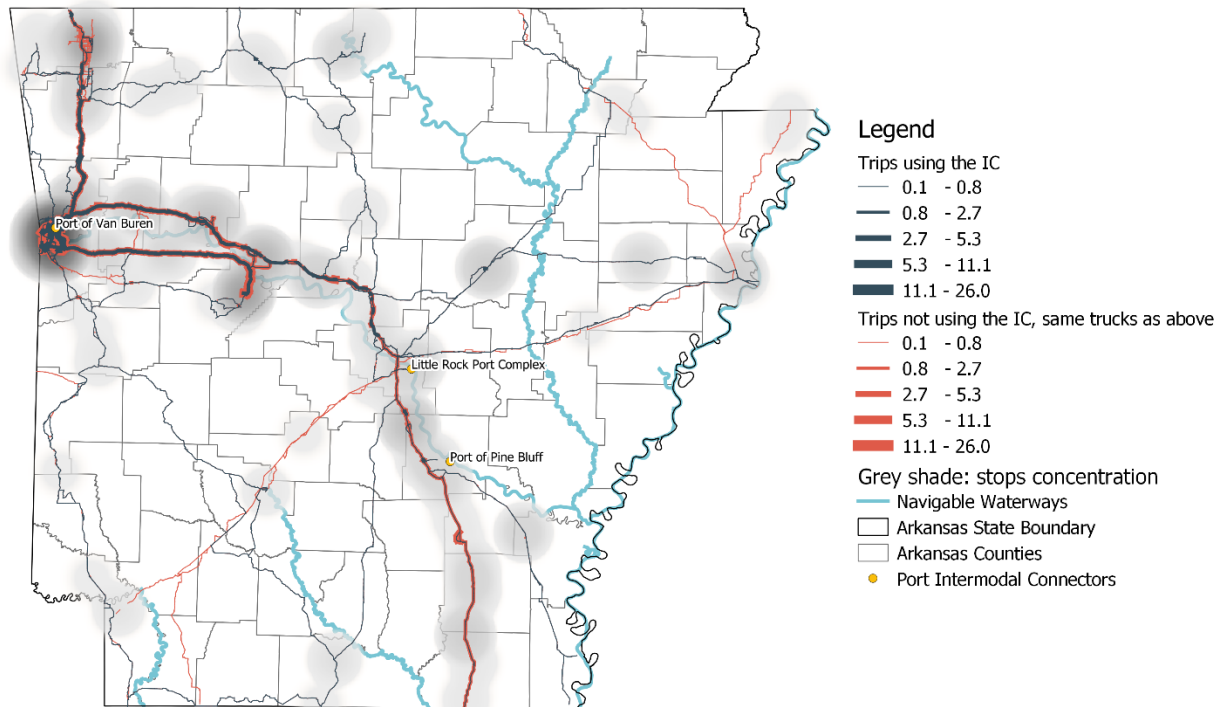 Port of Van Buren
Little Rock Port Complex
Port of Pine Bluff
Legend
Trips using the IC
0.1 - 0.8
0.8 - 2.7
2.7 - 5.3
5.3 - 11.1
11.1 - 26.0
Trips not using the IC, same trucks as above
0.1 - 0.8
0.8 - 2.7
2.7 - 5.3
5.3 - 11.1
11.1 - 26.0
Grey shade: stops concentration
Navigable Waterways
Arkansas State Boundary
Arkansas Counties
Port Intermodal Connectors